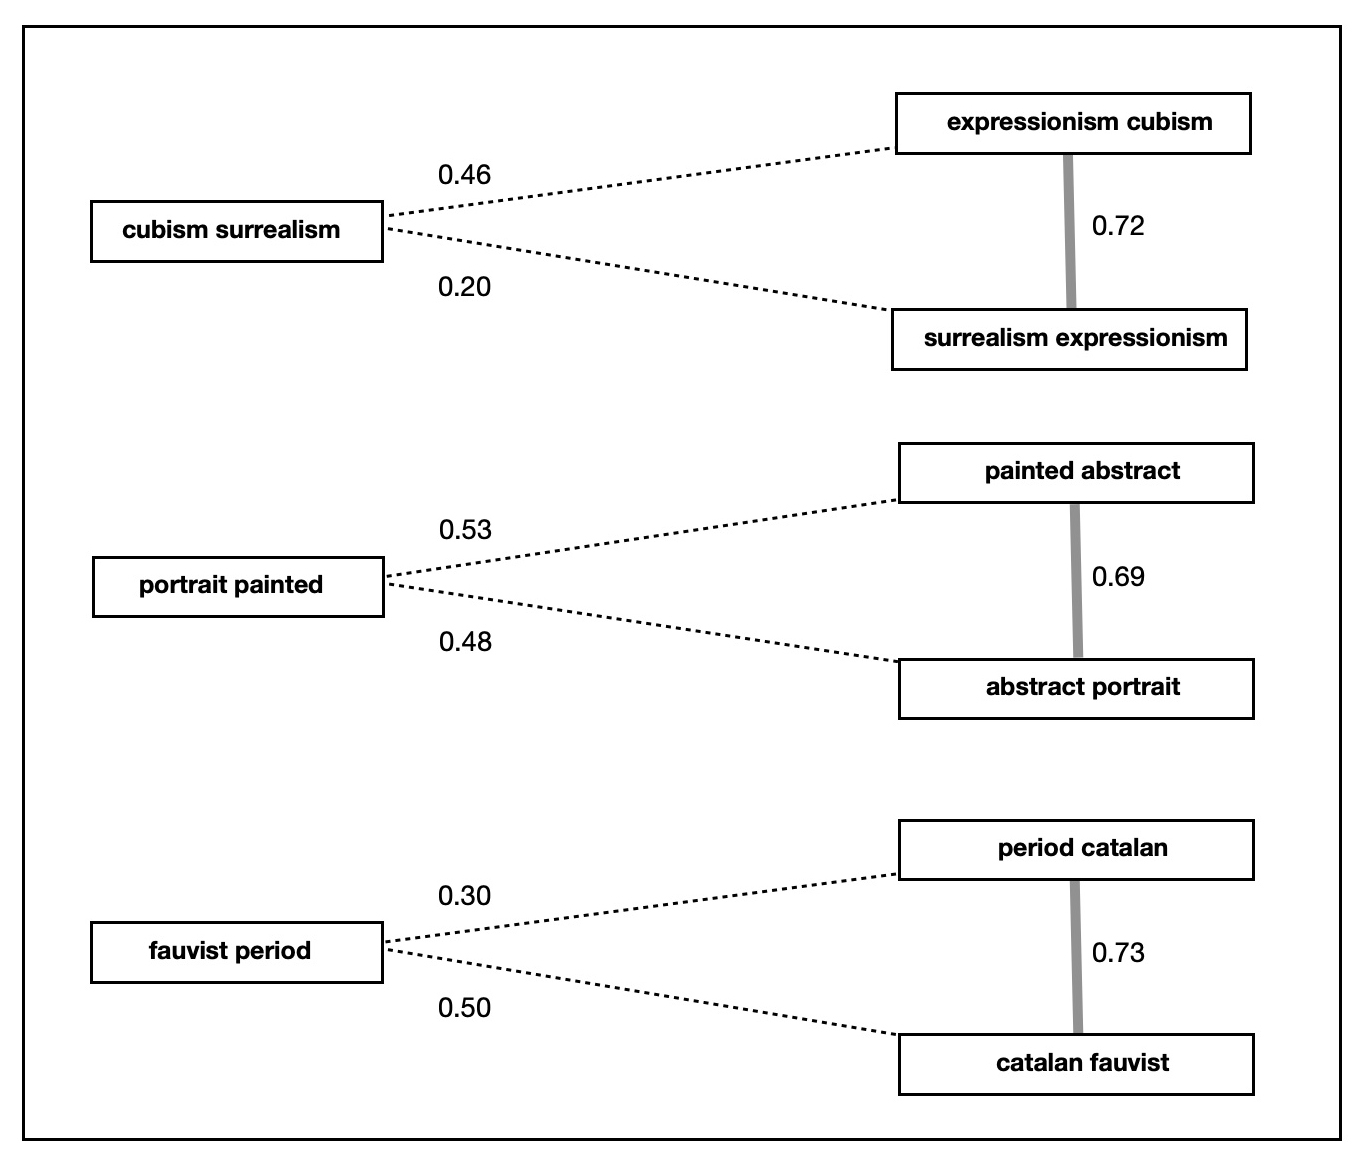 expressionism cubism
0.46
cubism surrealism
0.72
0.20
surrealism expressionism
painted abstract
0.53
portrait painted
0.69
0.48
abstract portrait
period catalan
0.30
fauvist period
0.73
0.50
catalan fauvist